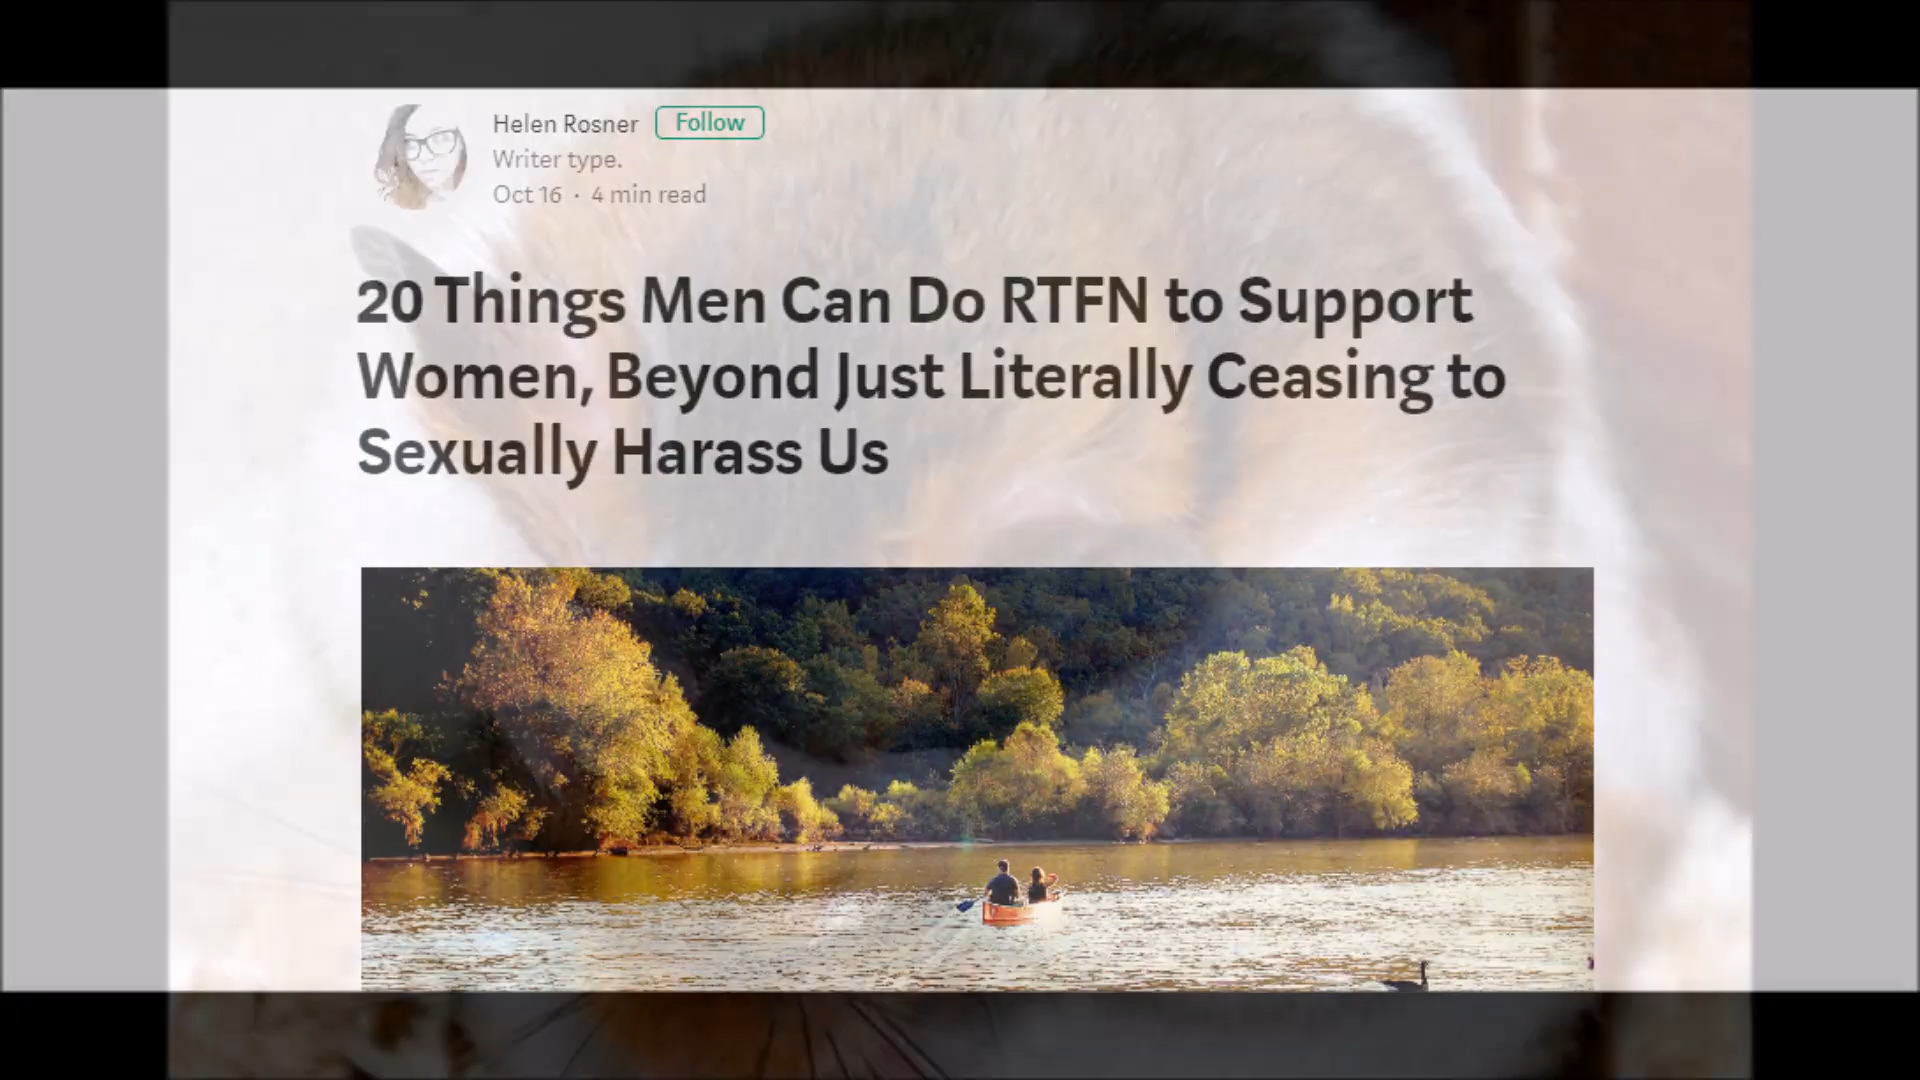 Helen Rosner Follow
Writer type.
Oct 16 · 4 min read
20 Things Men Can Do RTFN to Support
Women, Beyond Just Literally Ceasing to
Sexually Harass Us